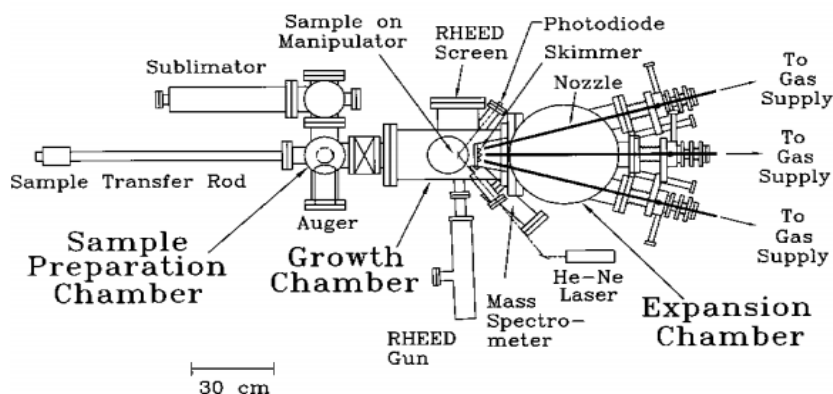 Sample on
Manipulator
RHEED
Screen
Photodiode
Skimmer
Nozzle
To
Gas
Supply
Sublimator
To
Gas
Supply
Sample Transfer Rod
Auger
To
Gas
Supply
Sample
Preparation
Chamber
Growth
Chamber
He-Ne
Laser
Mass
Spectro-
meter
Expansion
Chamber
RHEED
Gun
30 cm